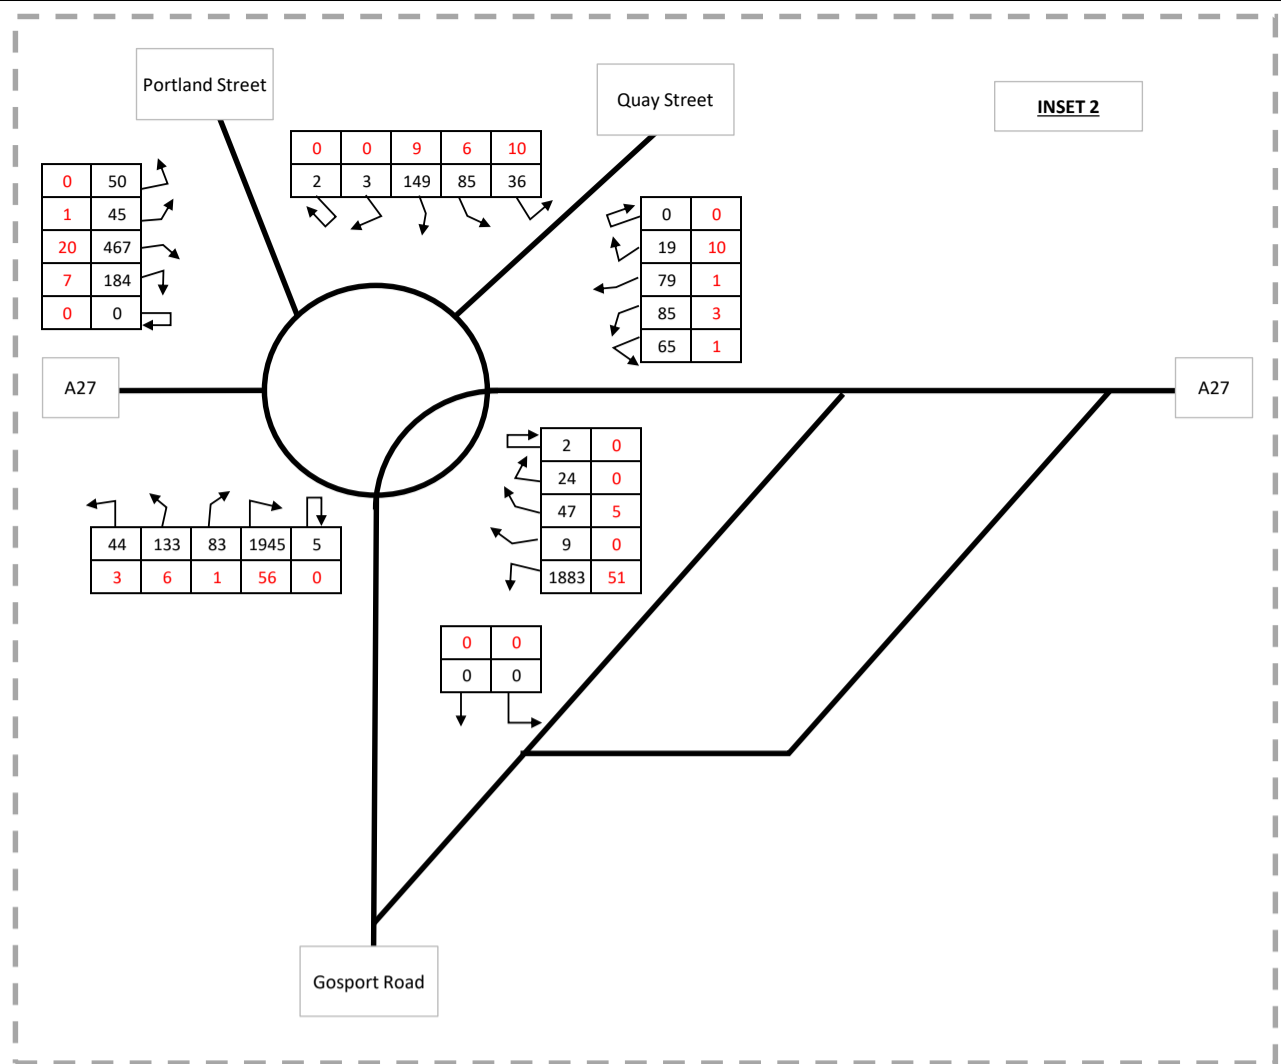 Portland Street
Quay Street
INSET 2
0 0 9 6 10
2 3 149 85 36
0 50
1 45
20 467
7 184
0 0
0 0
19 10
79 1
85 3
65 1
A27
A27
2 0
24 0
47 5
9 0
1883 51
44 133 83 1945 5
3 6 1 56 0
0 0
0 0
Gosport Road